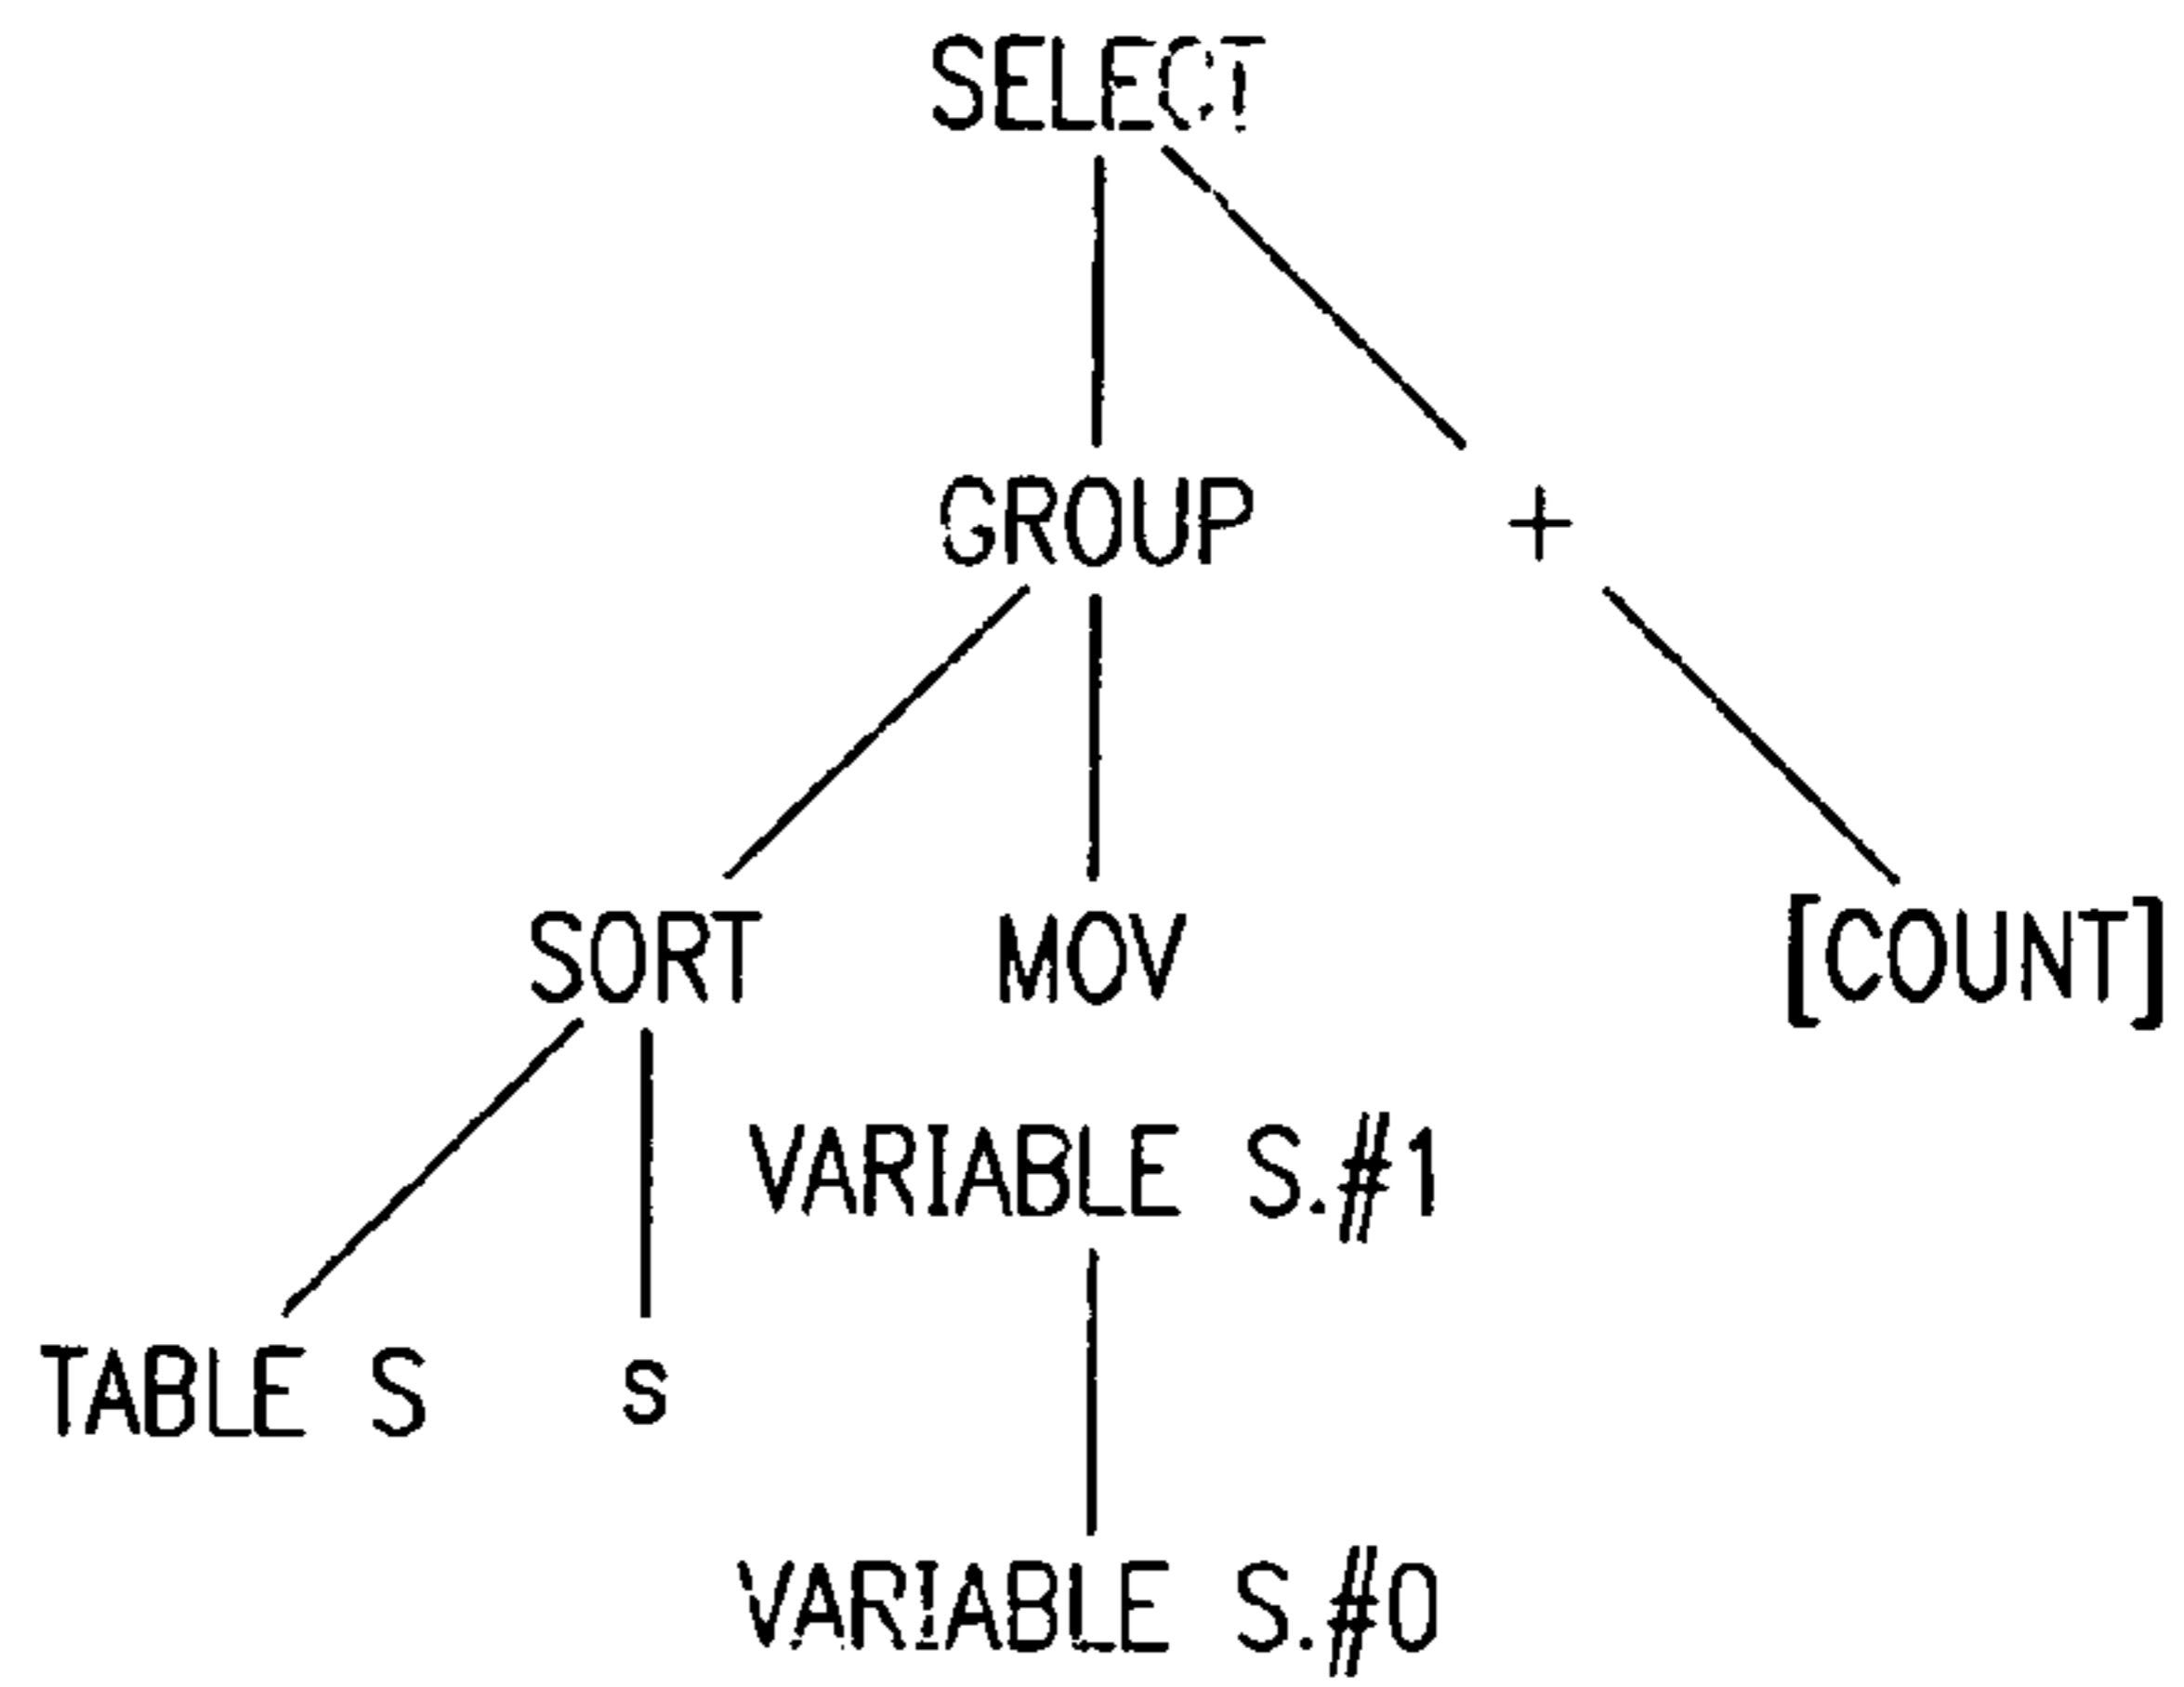 SELECT
GROUP +
SORT MOV [COUNT]
VARIABLE S.#1
TABLE S s
VARIABLE S.#0